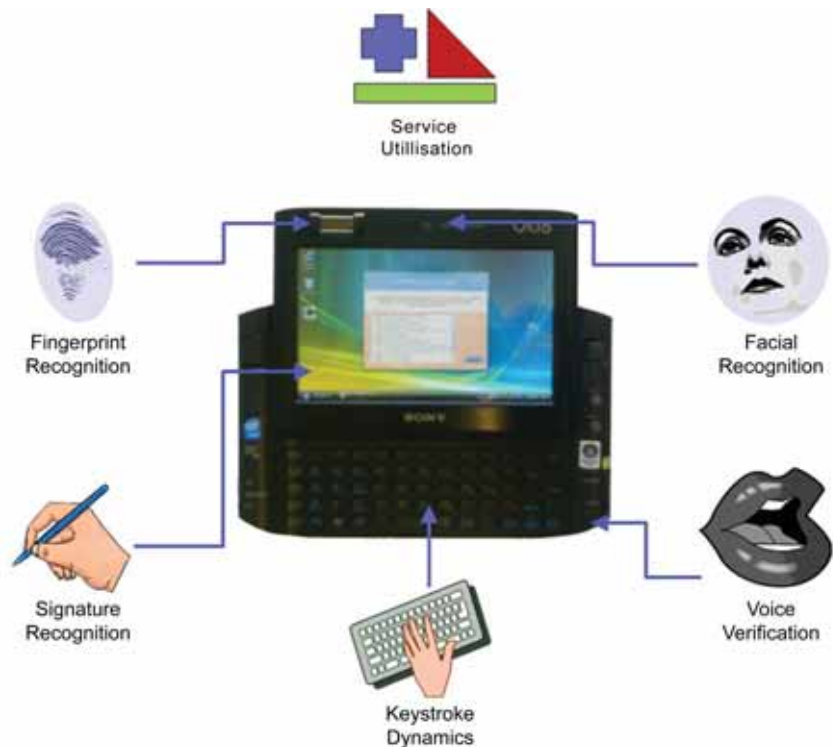 Service
Utillisation
Fingerprint
Recognition
Facial
Recognition
SONY
Signature
Recognition
Voice
Verification
Keystroke
Dynamics